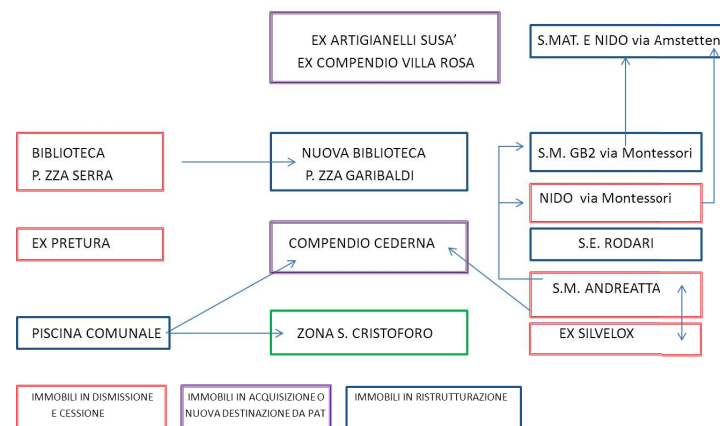 EX ARTIGIANELLI SUSA’
EX COMPENDIO VILLA ROSA
S.MAT. E NIDO via Amstetten
BIBLIOTECA
P. ZZA SERRA
NUOVA BIBLIOTECA
P. ZZA GARIBALDI
S.M. GB2 via Montessori
NIDO via Montessori
EX PRETURA
COMPENDIO CEDERNA
S.E. RODARI
S.M. ANDREATTA
PISCINA COMUNALE
ZONA S. CRISTOFORO
EX SILVELOX
IMMOBILI IN DISMISSIONE
E CESSIONE
IMMOBILI IN ACQUISIZIONE O
NUOVA DESTINAZIONE DA PAT
IMMOBILI IN RISTRUTTURAZIONE